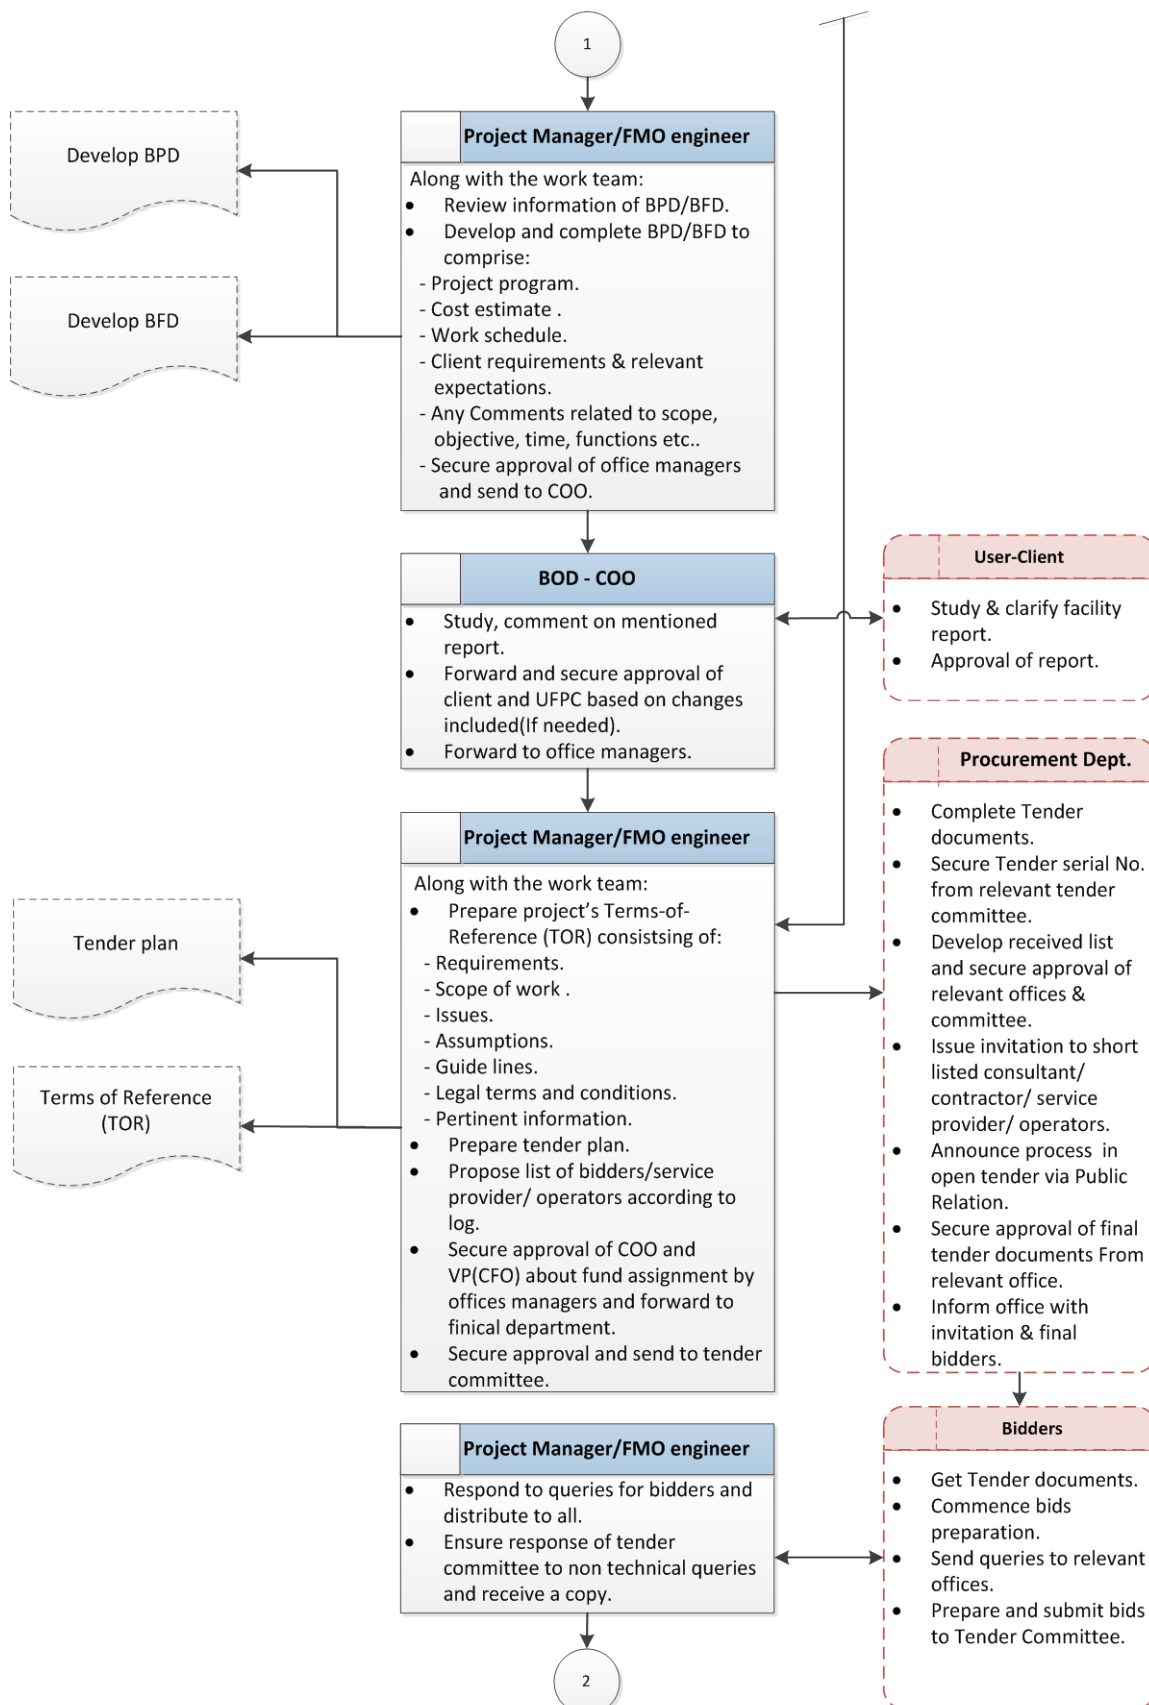 1
Project Manager/FMO engineer
Along with the work team:
• Review information of BPD/BFD.
• Develop and complete BPD/BFD to
comprise:
- Project program.
- Cost estimate .
- Work schedule.
- Client requirements & relevant
expectations.
- Any Comments related to scope,
objective, time, functions etc..
- Secure approval of office managers
and send to COO.
Develop BPD
Develop BFD
BOD - COO
• Study, comment on mentioned
report.
• Forward and secure approval of
client and UFPC based on changes
included(If needed).
• Forward to office managers.
User-Client
• Study & clarify facility
report.
• Approval of report.
Project Manager/FMO engineer
Along with the work team:
• Prepare project’s Terms-of-
Reference (TOR) consistsing of:
- Requirements.
- Scope of work .
- Issues.
- Assumptions.
- Guide lines.
- Legal terms and conditions.
- Pertinent information.
• Prepare tender plan.
• Propose list of bidders/service
provider/ operators according to
log.
• Secure approval of COO and
VP(CFO) about fund assignment by
offices managers and forward to
finical department.
• Secure approval and send to tender
committee.
Tender plan
Terms of Reference
(TOR)
Procurement Dept.
• Complete Tender
documents.
• Secure Tender serial No.
from relevant tender
committee.
• Develop received list
and secure approval of
relevant offices &
committee.
• Issue invitation to short
listed consultant/
contractor/ service
provider/ operators.
• Announce process in
open tender via Public
Relation.
• Secure approval of final
tender documents From
relevant office.
• Inform office with
invitation & final
bidders.
Project Manager/FMO engineer
• Respond to queries for bidders and
distribute to all.
• Ensure response of tender
committee to non technical queries
and receive a copy.
Bidders
• Get Tender documents.
• Commence bids
preparation.
• Send queries to relevant
offices.
• Prepare and submit bids
to Tender Committee.
2